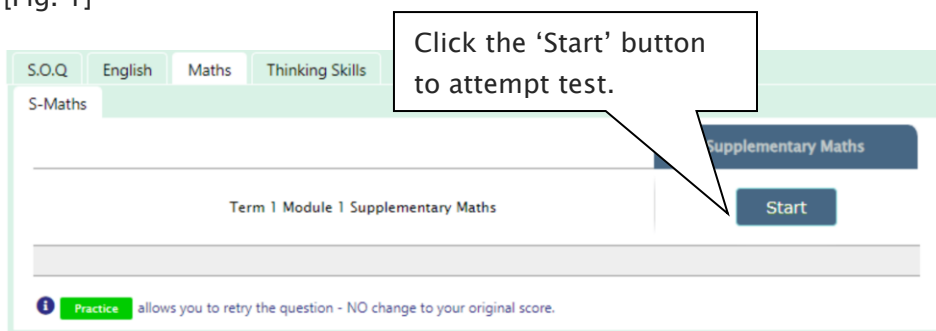 [Fig. 1]
Click the ‘Start’ button
to attempt test.
S.O.Q English Maths Thinking Skills
S-Maths
Supplementary Maths
Term 1 Module 1 Supplementary Maths
Start
Practice allows you to retry the question - NO change to your original score.